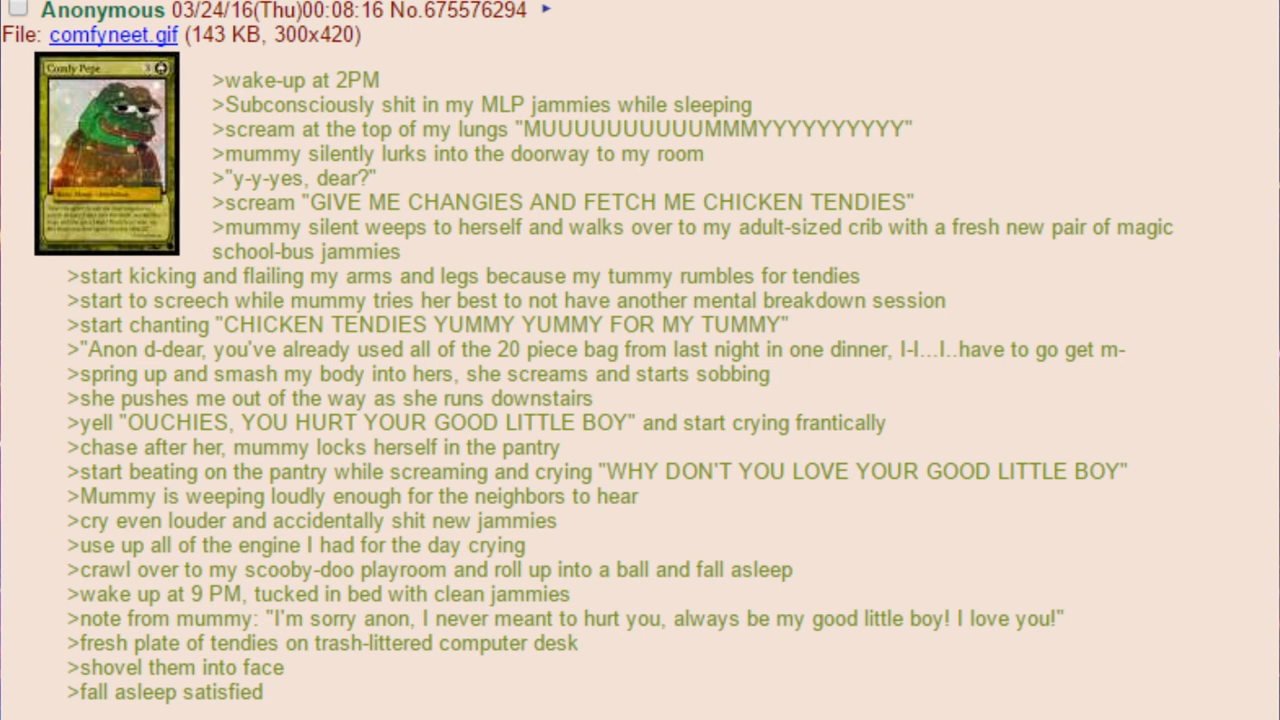 Anonymous 03/24/16(Thu)00:08:16 No.675576294 ►
File: comfyneet.gif (143 KB, 300x420)
Comfy Pepe 3
>wake-up at 2PM
>Subconsciously shit in my MLP jammies while sleeping
>scream at the top of my lungs "MUUUUUUUUUUMMMYYYYYYYYYY"
>mummy silently lurks into the doorway to my room
>"y-y-yes, dear?"
>scream "GIVE ME CHANGIES AND FETCH ME CHICKEN TENDIES"
>mummy silent weeps to herself and walks over to my adult-sized crib with a fresh new pair of magic
school-bus jammies
>start kicking and flailing my arms and legs because my tummy rumbles for tendies
>start to screech while mummy tries her best to not have another mental breakdown session
>start chanting "CHICKEN TENDIES YUMMY YUMMY FOR MY TUMMY"
>"Anon d-dear, you've already used all of the 20 piece bag from last night in one dinner, I-I...I..have to go get m-
>spring up and smash my body into hers, she screams and starts sobbing
>she pushes me out of the way as she runs downstairs
>yell "OUCHIES, YOU HURT YOUR GOOD LITTLE BOY" and start crying frantically
>chase after her, mummy locks herself in the pantry
>start beating on the pantry while screaming and crying "WHY DON'T YOU LOVE YOUR GOOD LITTLE BOY"
>Mummy is weeping loudly enough for the neighbors to hear
>cry even louder and accidentally shit new jammies
>use up all of the engine I had for the day crying
>crawl over to my scooby-doo playroom and roll up into a ball and fall asleep
>wake up at 9 PM, tucked in bed with clean jammies
>note from mummy: "I'm sorry anon, I never meant to hurt you, always be my good little boy! I love you!"
>fresh plate of tendies on trash-littered computer desk
>shovel them into face
>fall asleep satisfied